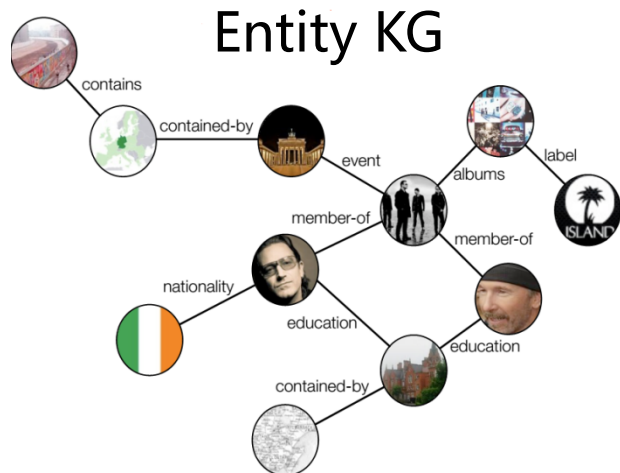 Entity KG
contains
contained-by
event
albums
label
ISLAND
member-of
member-of
nationality
education
education
contained-by